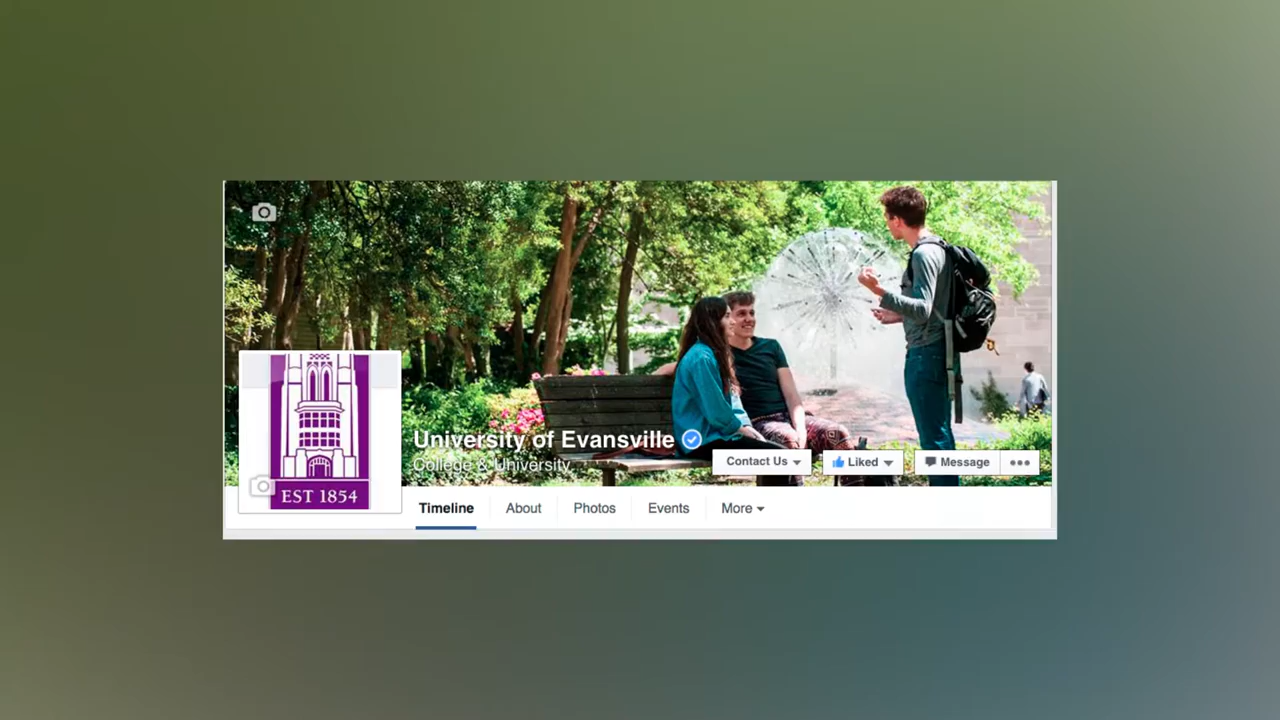 University of Evansville
College & University
Contact Us
Liked
Message
EST 1854
Timeline
About
Photos
Events
More